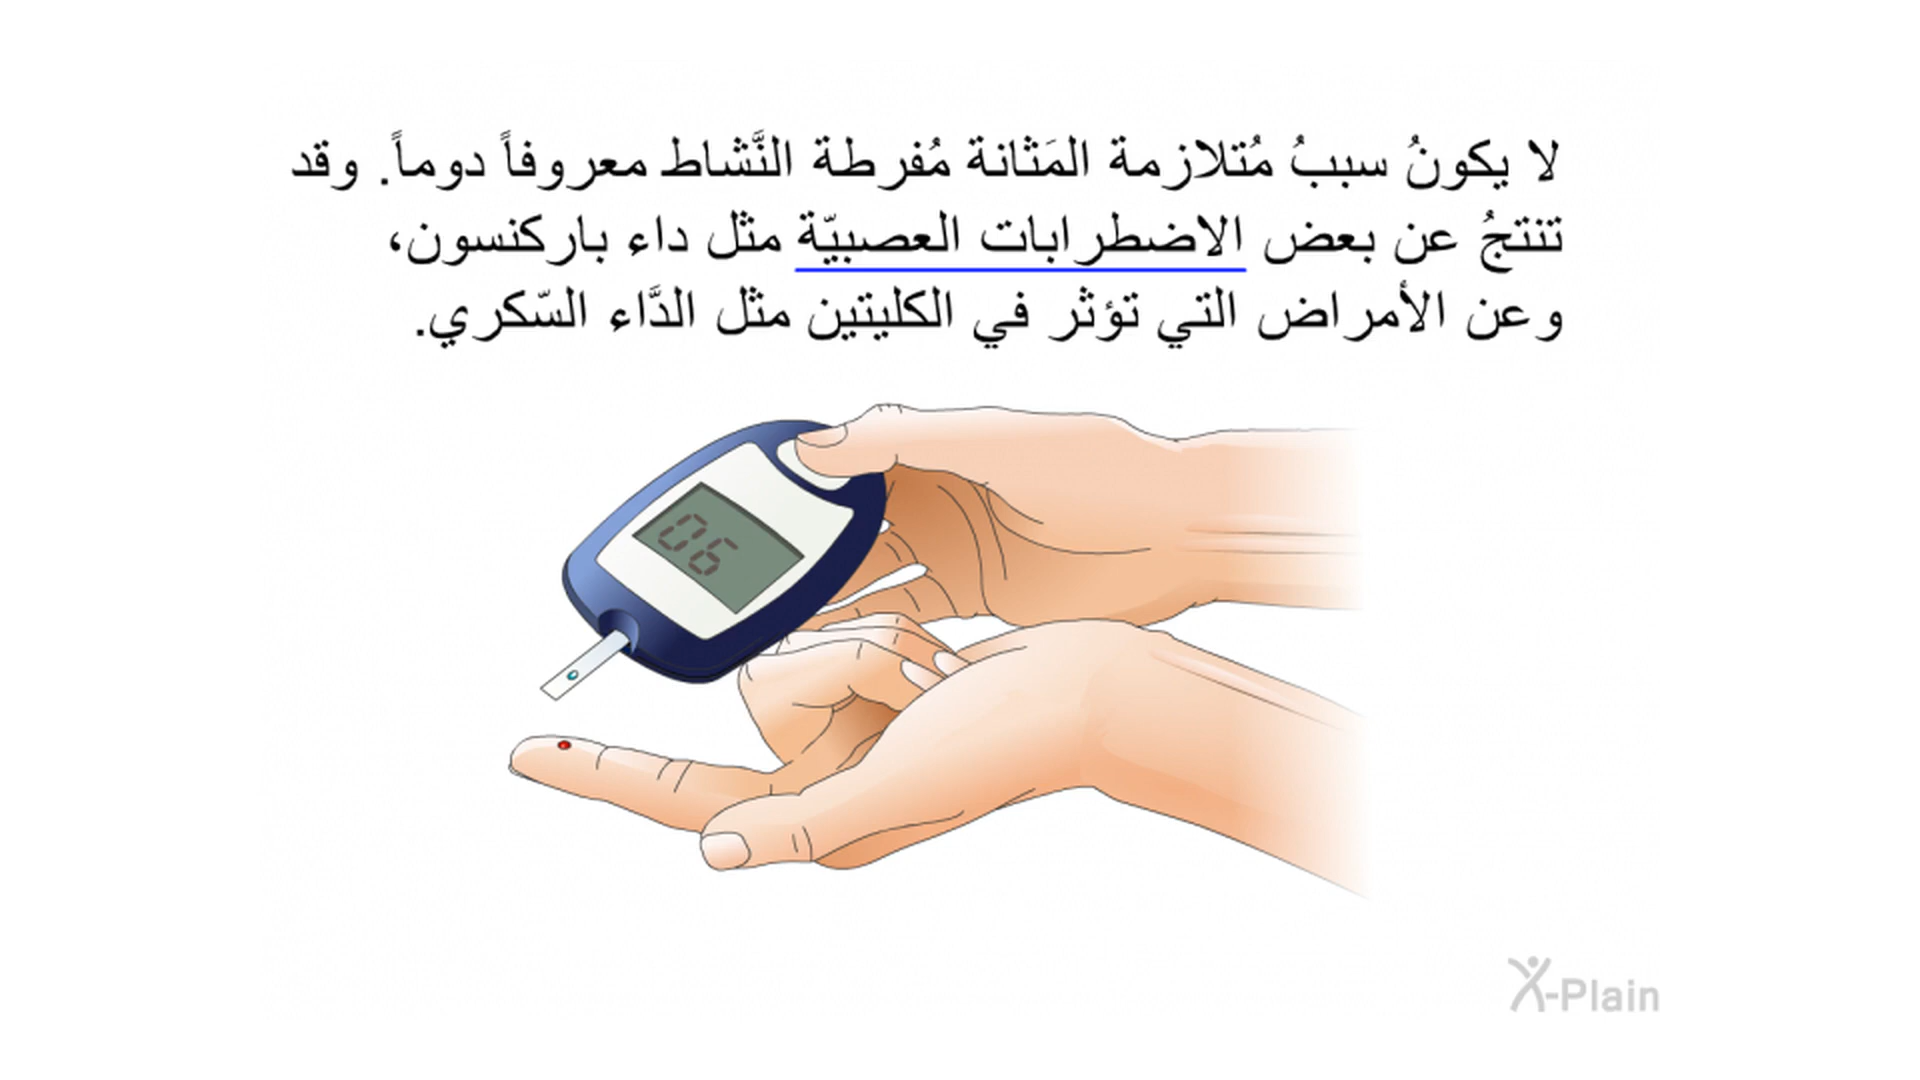 لا يكونُ سببُ مُتلازمة المَثانة مُفرطة النَّشاط معروفاً دوماً. وقد
تنتجُ عن بعض الاضطرابات العصبيّة مثل داء باركنسون،
وعن الأمراض التي تؤثر في الكليتين مثل الدَّاء السّكري.
06
X-Plain